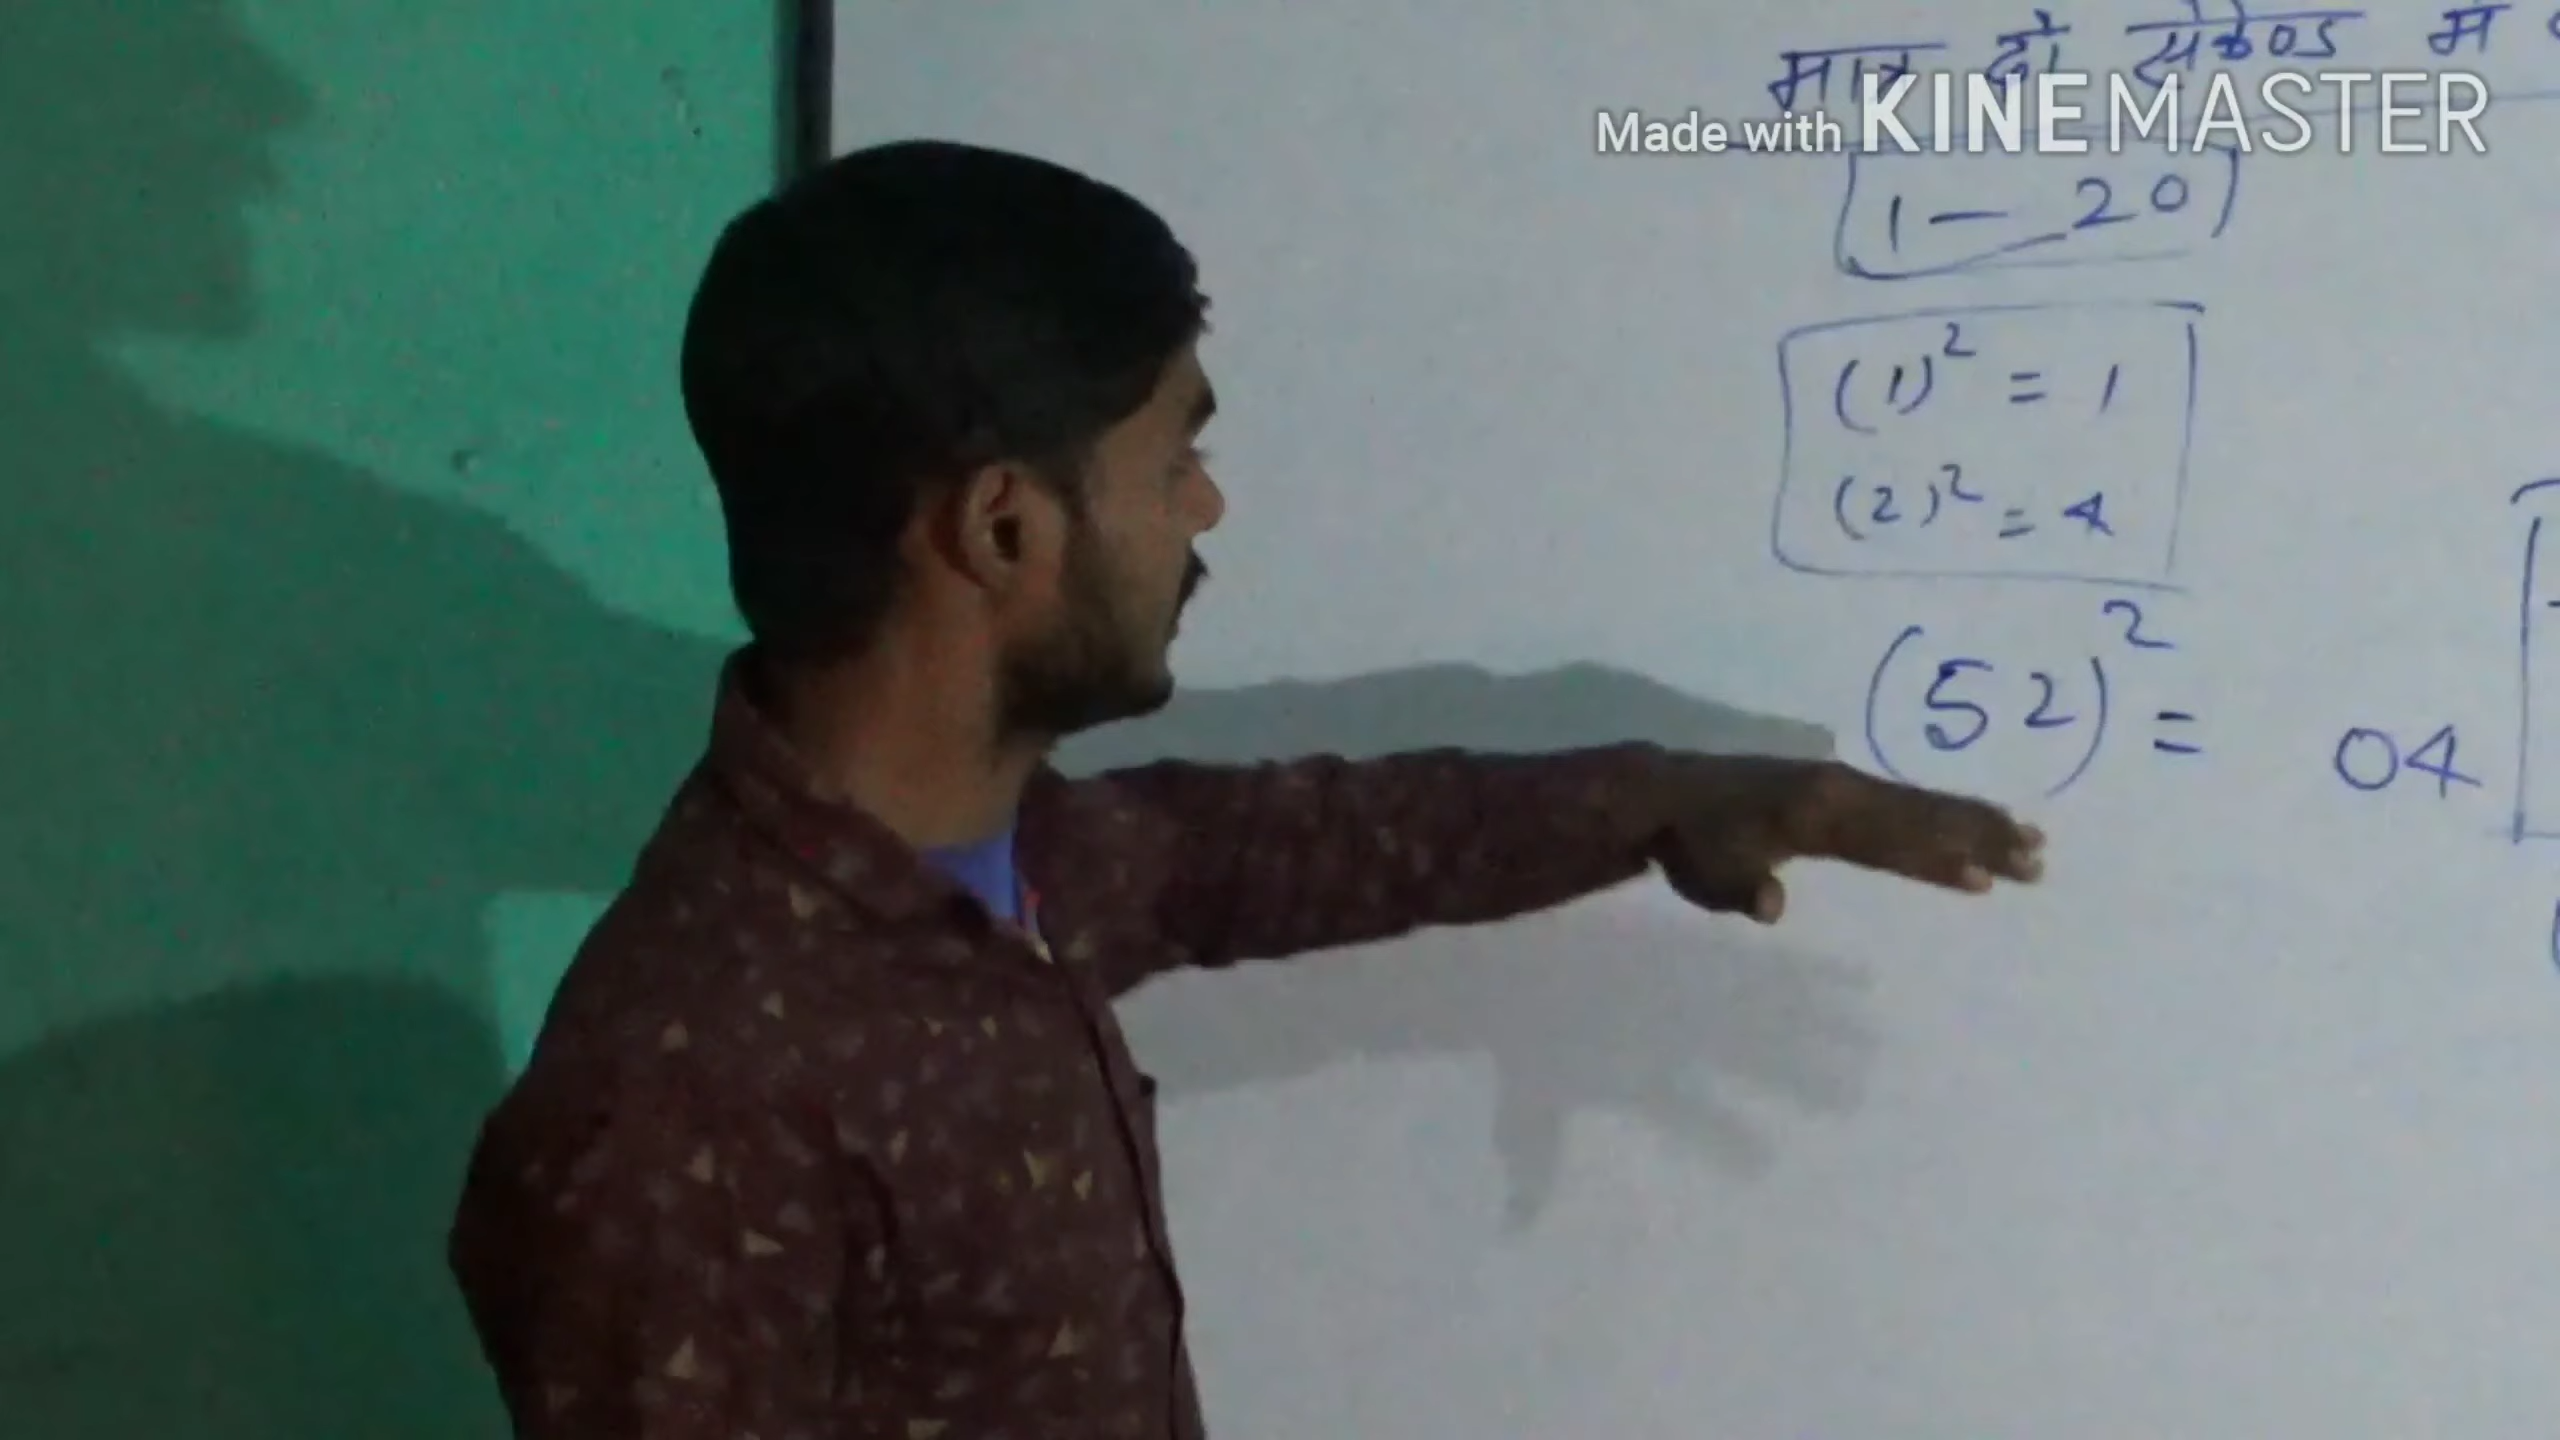 मात्र दो सेकेण्ड में
Made with KINEMASTER
1 — 20
(1)² = 1
(2)² = 4
(52)² = 04